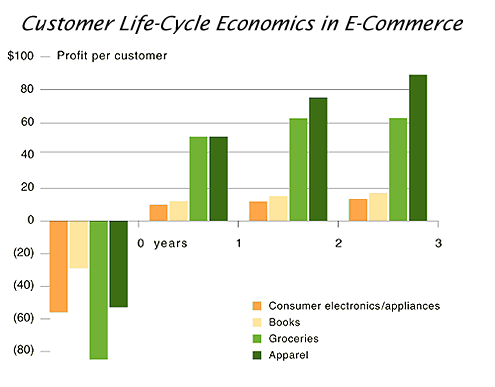 Customer Life-Cycle Economics in E-Commerce
$100
Profit per customer
80
60
40
20
0
0 years 1 2 3
(20)
(40)
(60)
(80)
Consumer electronics/appliances
Books
Groceries
Apparel